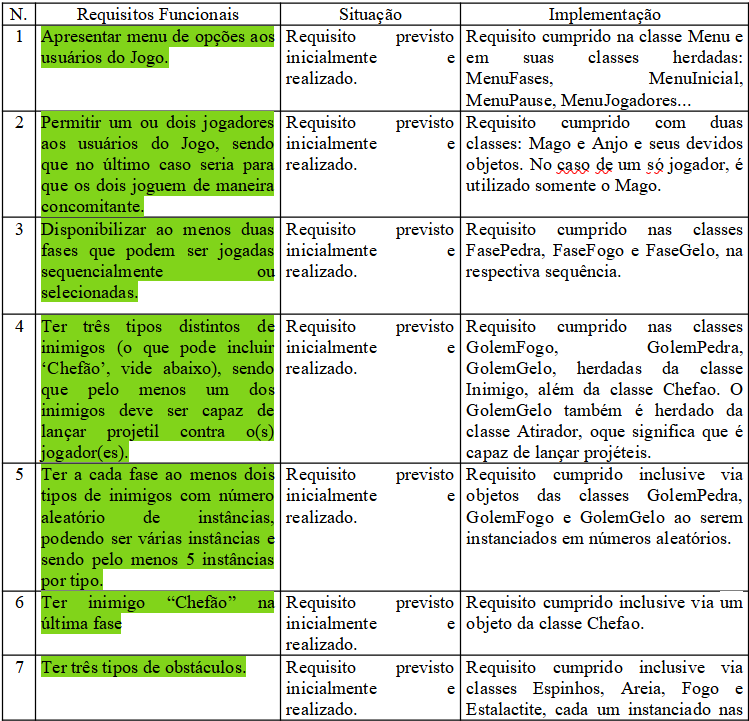 N. Requisitos Funcionais Situação Implementação
1 Apresentar menu de opções aos Requisito previsto Requisito cumprido na classe Menu e
usuários do Jogo. inicialmente e em suas classes herdadas:
realizado. MenuFases, MenuInicial,
MenuPause, MenuJogadores...
2 Permitir um ou dois jogadores Requisito previsto Requisito cumprido com duas
aos usuários do Jogo, sendo inicialmente e classes: Mago e Anjo e seus devidos
que no último caso seria para realizado. objetos. No caso de um só jogador, é
que os dois joguem de maneira utilizado somente o Mago.
concomitante.
3 Disponibilizar ao menos duas Requisito previsto Requisito cumprido nas classes
fases que podem ser jogadas inicialmente e FasePedra, FaseFogo e FaseGelo, na
sequencialmente ou realizado. respectiva sequência.
selecionadas.
4 Ter três tipos distintos de Requisito previsto Requisito cumprido nas classes
inimigos (o que pode incluir inicialmente e GolemFogo, GolemPedra,
‘Chefão’, vide abaixo), sendo realizado. GolemGelo, herdadas da classe
que pelo menos um dos Inimigo, além da classe Chefao. O
inimigos deve ser capaz de GolemGelo também é herdado da
lançar projetil contra o(s) classe Atirador, oque significa que é
jogador(es). capaz de lançar projéteis.
5 Ter a cada fase ao menos dois Requisito previsto Requisito cumprido inclusive via
tipos de inimigos com número inicialmente e objetos das classes GolemPedra,
aleatório de instâncias, realizado. GolemFogo e GolemGelo ao serem
podendo ser várias instâncias e instanciados em números aleatórios.
sendo pelo menos 5 instâncias
por tipo.
6 Ter inimigo “Chefão” na Requisito previsto Requisito cumprido inclusive via um
última fase inicialmente e objeto da classe Chefao.
realizado.
7 Ter três tipos de obstáculos. Requisito previsto Requisito cumprido inclusive via
inicialmente e classes Espinhos, Areia, Fogo e
realizado. Estalactite, cada um instanciado nas